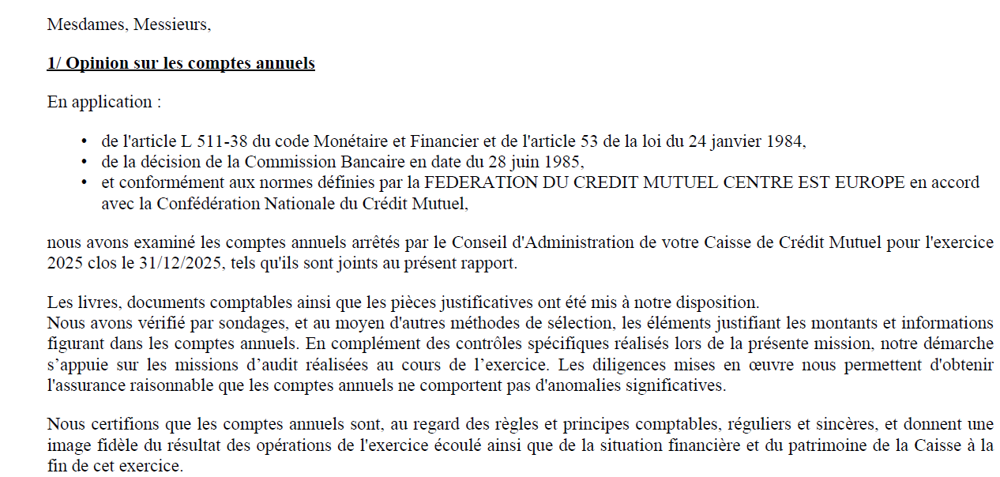 Mesdames, Messieurs,
1/ Opinion sur les comptes annuels
En application :
• de l'article L 511-38 du code Monétaire et Financier et de l'article 53 de la loi du 24 janvier 1984,
• de la décision de la Commission Bancaire en date du 28 juin 1985,
• et conformément aux normes définies par la FEDERATION DU CREDIT MUTUEL CENTRE EST EUROPE en accord
avec la Confédération Nationale du Crédit Mutuel,
nous avons examiné les comptes annuels arrêtés par le Conseil d'Administration de votre Caisse de Crédit Mutuel pour l'exercice
2025 clos le 31/12/2025, tels qu'ils sont joints au présent rapport.
Les livres, documents comptables ainsi que les pièces justificatives ont été mis à notre disposition.
Nous avons vérifié par sondages, et au moyen d'autres méthodes de sélection, les éléments justifiant les montants et informations
figurant dans les comptes annuels. En complément des contrôles spécifiques réalisés lors de la présente mission, notre démarche
s’appuie sur les missions d’audit réalisées au cours de l’exercice. Les diligences mises en œuvre nous permettent d'obtenir
l'assurance raisonnable que les comptes annuels ne comportent pas d'anomalies significatives.
Nous certifions que les comptes annuels sont, au regard des règles et principes comptables, réguliers et sincères, et donnent une
image fidèle du résultat des opérations de l'exercice écoulé ainsi que de la situation financière et du patrimoine de la Caisse à la
fin de cet exercice.